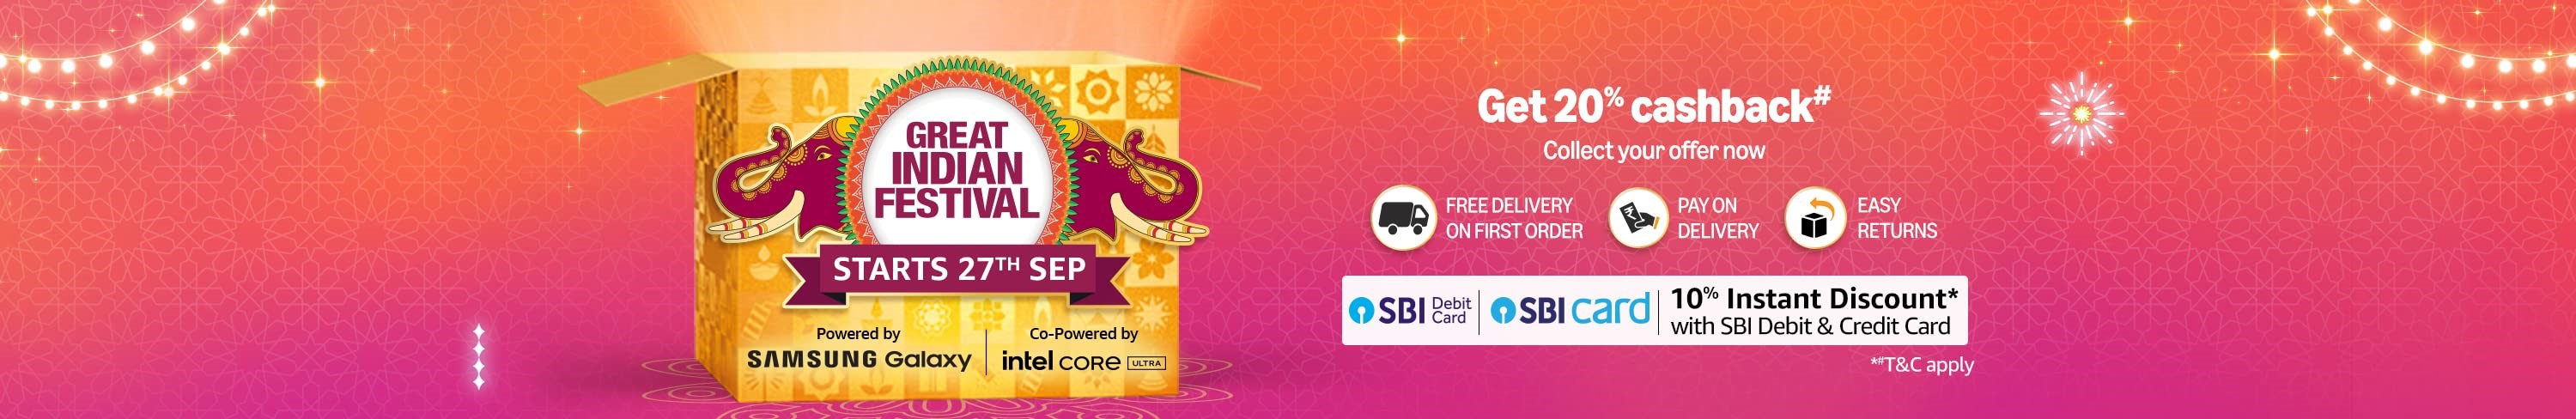 GREAT
INDIAN
FESTIVAL
STARTS 27TH SEP
Powered by
SAMSUNG Galaxy
Co-Powered by
intel CORE ULTRA
Get 20% cashback#
Collect your offer now
FREE DELIVERY
ON FIRST ORDER
PAY ON
DELIVERY
EASY
RETURNS
SBI Debit
Card
SBI card
10% Instant Discount*
with SBI Debit & Credit Card
*#T&C apply